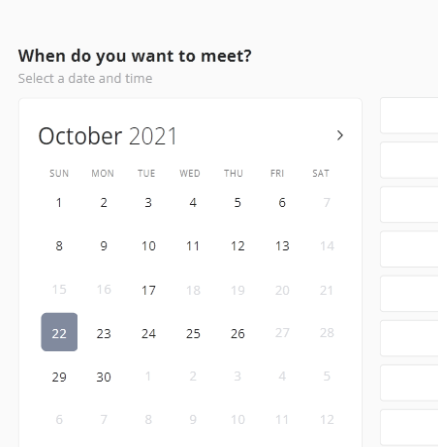 When do you want to meet?
Select a date and time
October 2021 >
SUN MON TUE WED THU FRI SAT
1 2 3 4 5 6 7
8 9 10 11 12 13 14
15 16 17 18 19 20 21
22 23 24 25 26 27 28
29 30 1 2 3 4 5
6 7 8 9 10 11 12